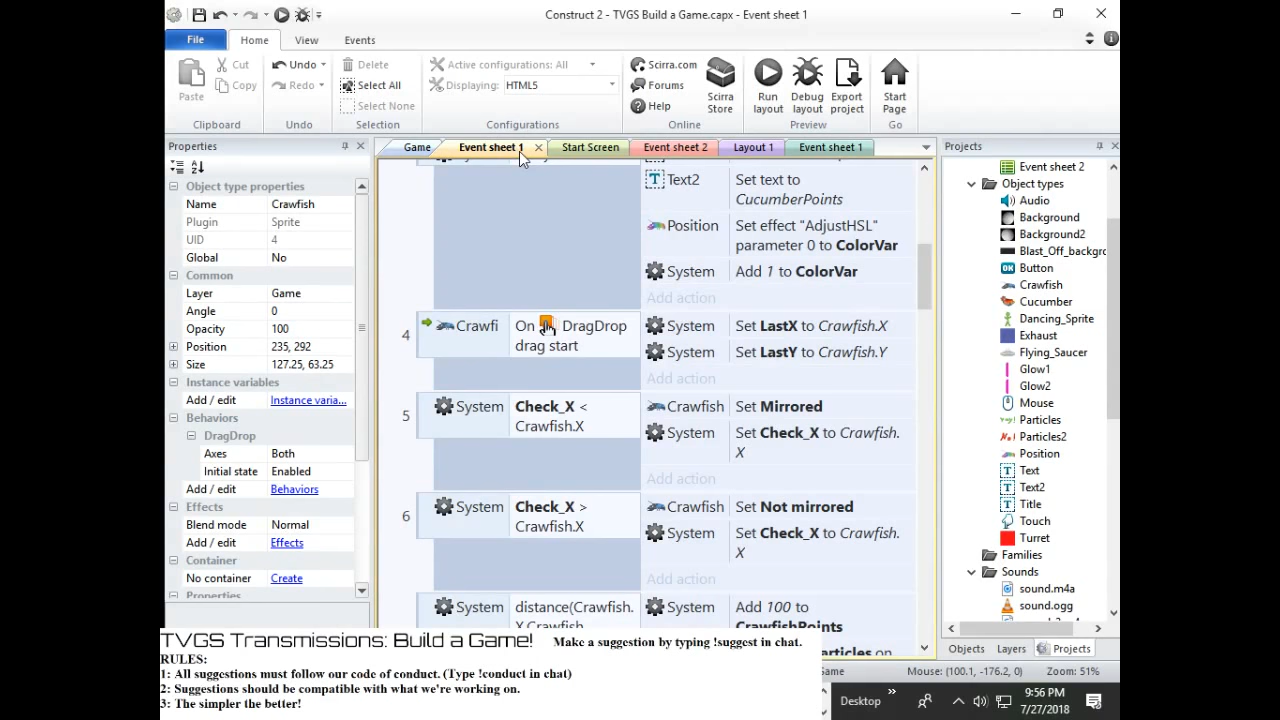 Construct 2 - TVGS Build a Game.capx - Event sheet 1
File Home View Events
Paste
Cut
Copy
Clipboard
Undo
Redo
Undo
Delete
Select All
Select None
Selection
Active configurations: All
Displaying: HTML5
Configurations
Scirra.com
Forums
Help
Scirra Store
Online
Run layout
Debug layout
Export project
Preview
Start Page
Go
Properties
Object type properties
Name Crawfish
Plugin Sprite
UID 4
Global No
Common
Layer Game
Angle 0
Opacity 100
Position 235, 292
Size 127.25, 63.25
Instance variables
Add / edit Instance varia...
Behaviors
DragDrop
Axes Both
Initial state Enabled
Add / edit Behaviors
Effects
Blend mode Normal
Add / edit Effects
Container
No container Create
Properties
Game Event sheet 1 Start Screen Event sheet 2 Layout 1 Event sheet 1
Text2 Set text to
CucumberPoints
Position Set effect "AdjustHSL"
parameter 0 to ColorVar
System Add 1 to ColorVar
Add action
4 Crawfi On DragDrop
drag start
System Set LastX to Crawfish.X
System Set LastY to Crawfish.Y
Add action
5 System Check_X <
Crawfish.X
Crawfish Set Mirrored
System Set Check_X to Crawfish.
X
Add action
6 System Check_X >
Crawfish.X
Crawfish Set Not mirrored
System Set Check_X to Crawfish.
X
Add action
System distance(Crawfish.
X,Crawfish
System Add 100 to
CrawfishPoints
articles on
Projects
Event sheet 2
Object types
Audio
Background
Background2
Blast_Off_backgro
Button
Crawfish
Cucumber
Dancing_Sprite
Exhaust
Flying_Saucer
Glow1
Glow2
Mouse
Particles
Particles2
Position
Text
Text2
Title
Touch
Turret
Families
Sounds
sound.m4a
sound.ogg
Objects Layers Projects
ame Mouse: (100.1, -176.2, 0) Zoom: 51%
TVGS Transmissions: Build a Game! Make a suggestion by typing !suggest in chat.
RULES:
1: All suggestions must follow our code of conduct. (Type !conduct in chat)
2: Suggestions should be compatible with what we're working on.
3: The simpler the better!
Desktop
9:56 PM
7/27/2018